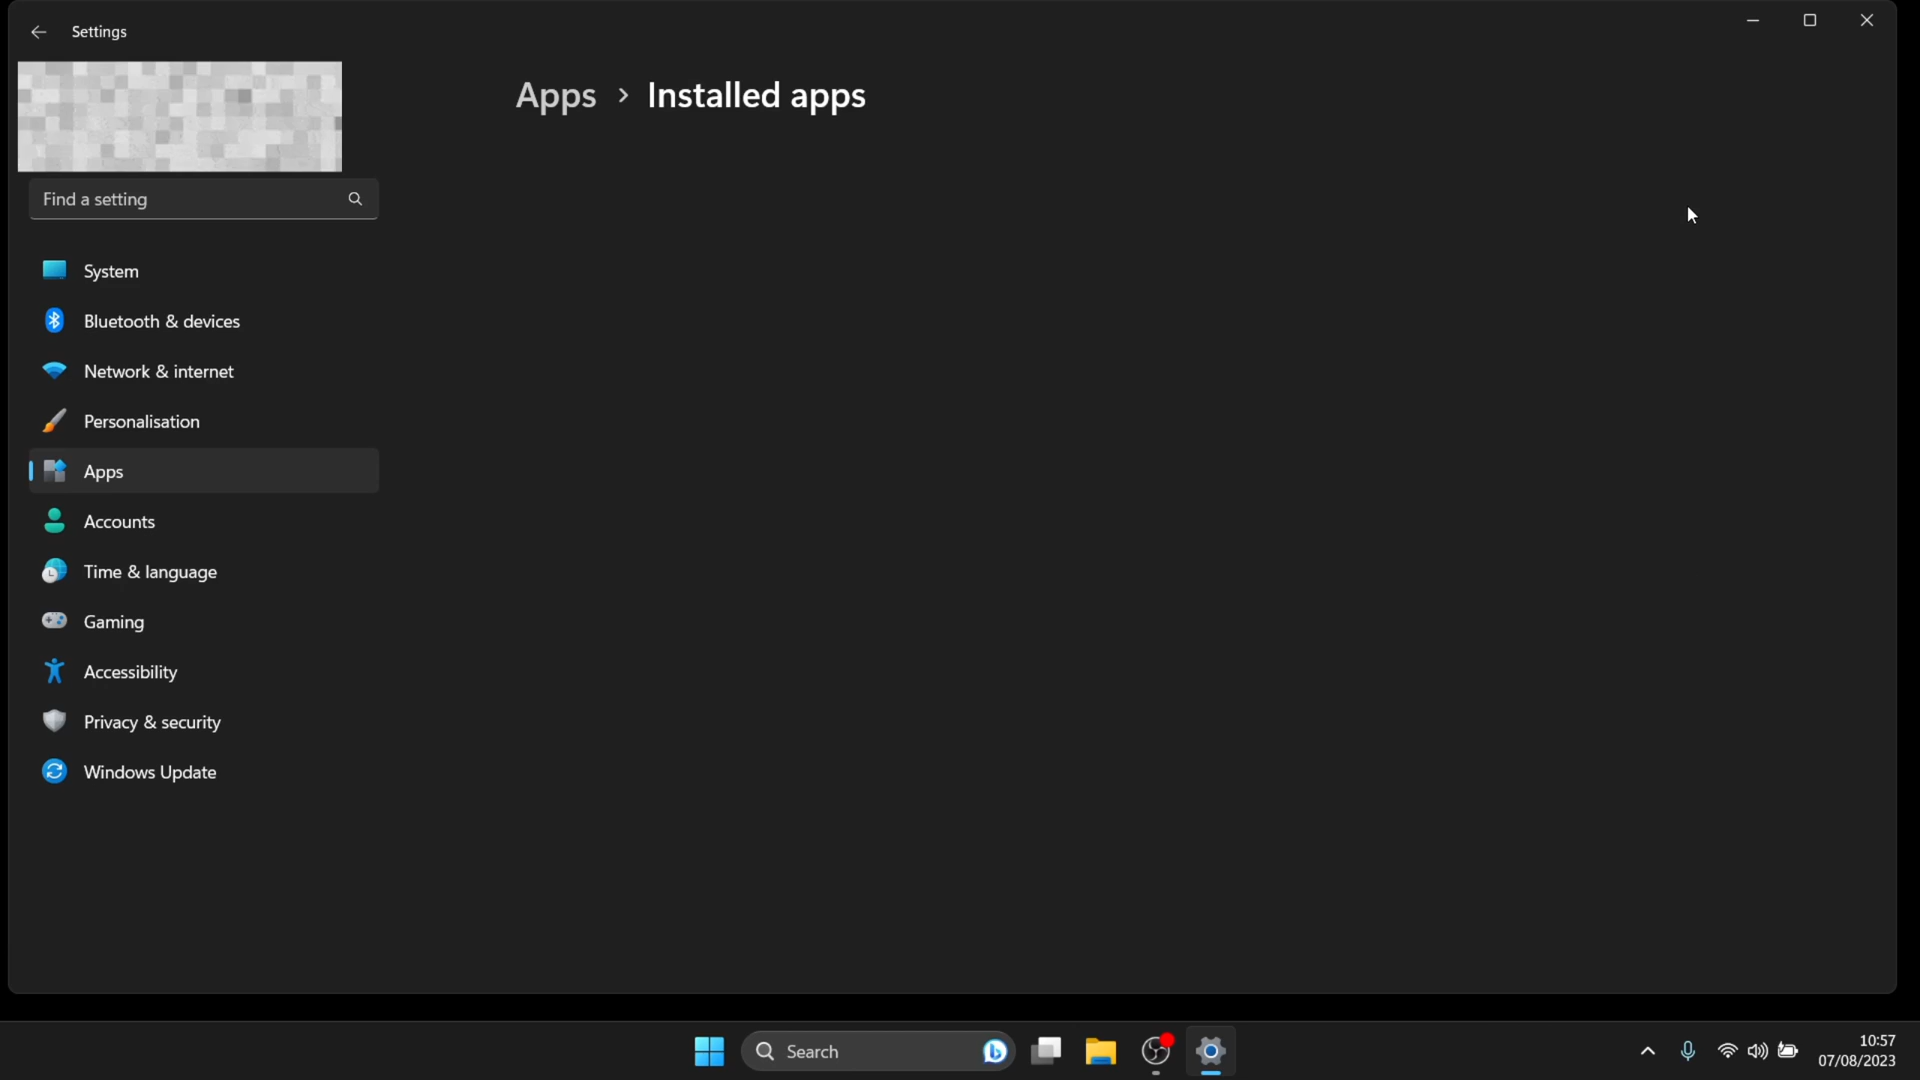 Settings
Apps > Installed apps
Find a setting
System
Bluetooth & devices
Network & internet
Personalisation
Apps
Accounts
Time & language
Gaming
Accessibility
Privacy & security
Windows Update
Search
10:57
07/08/2023